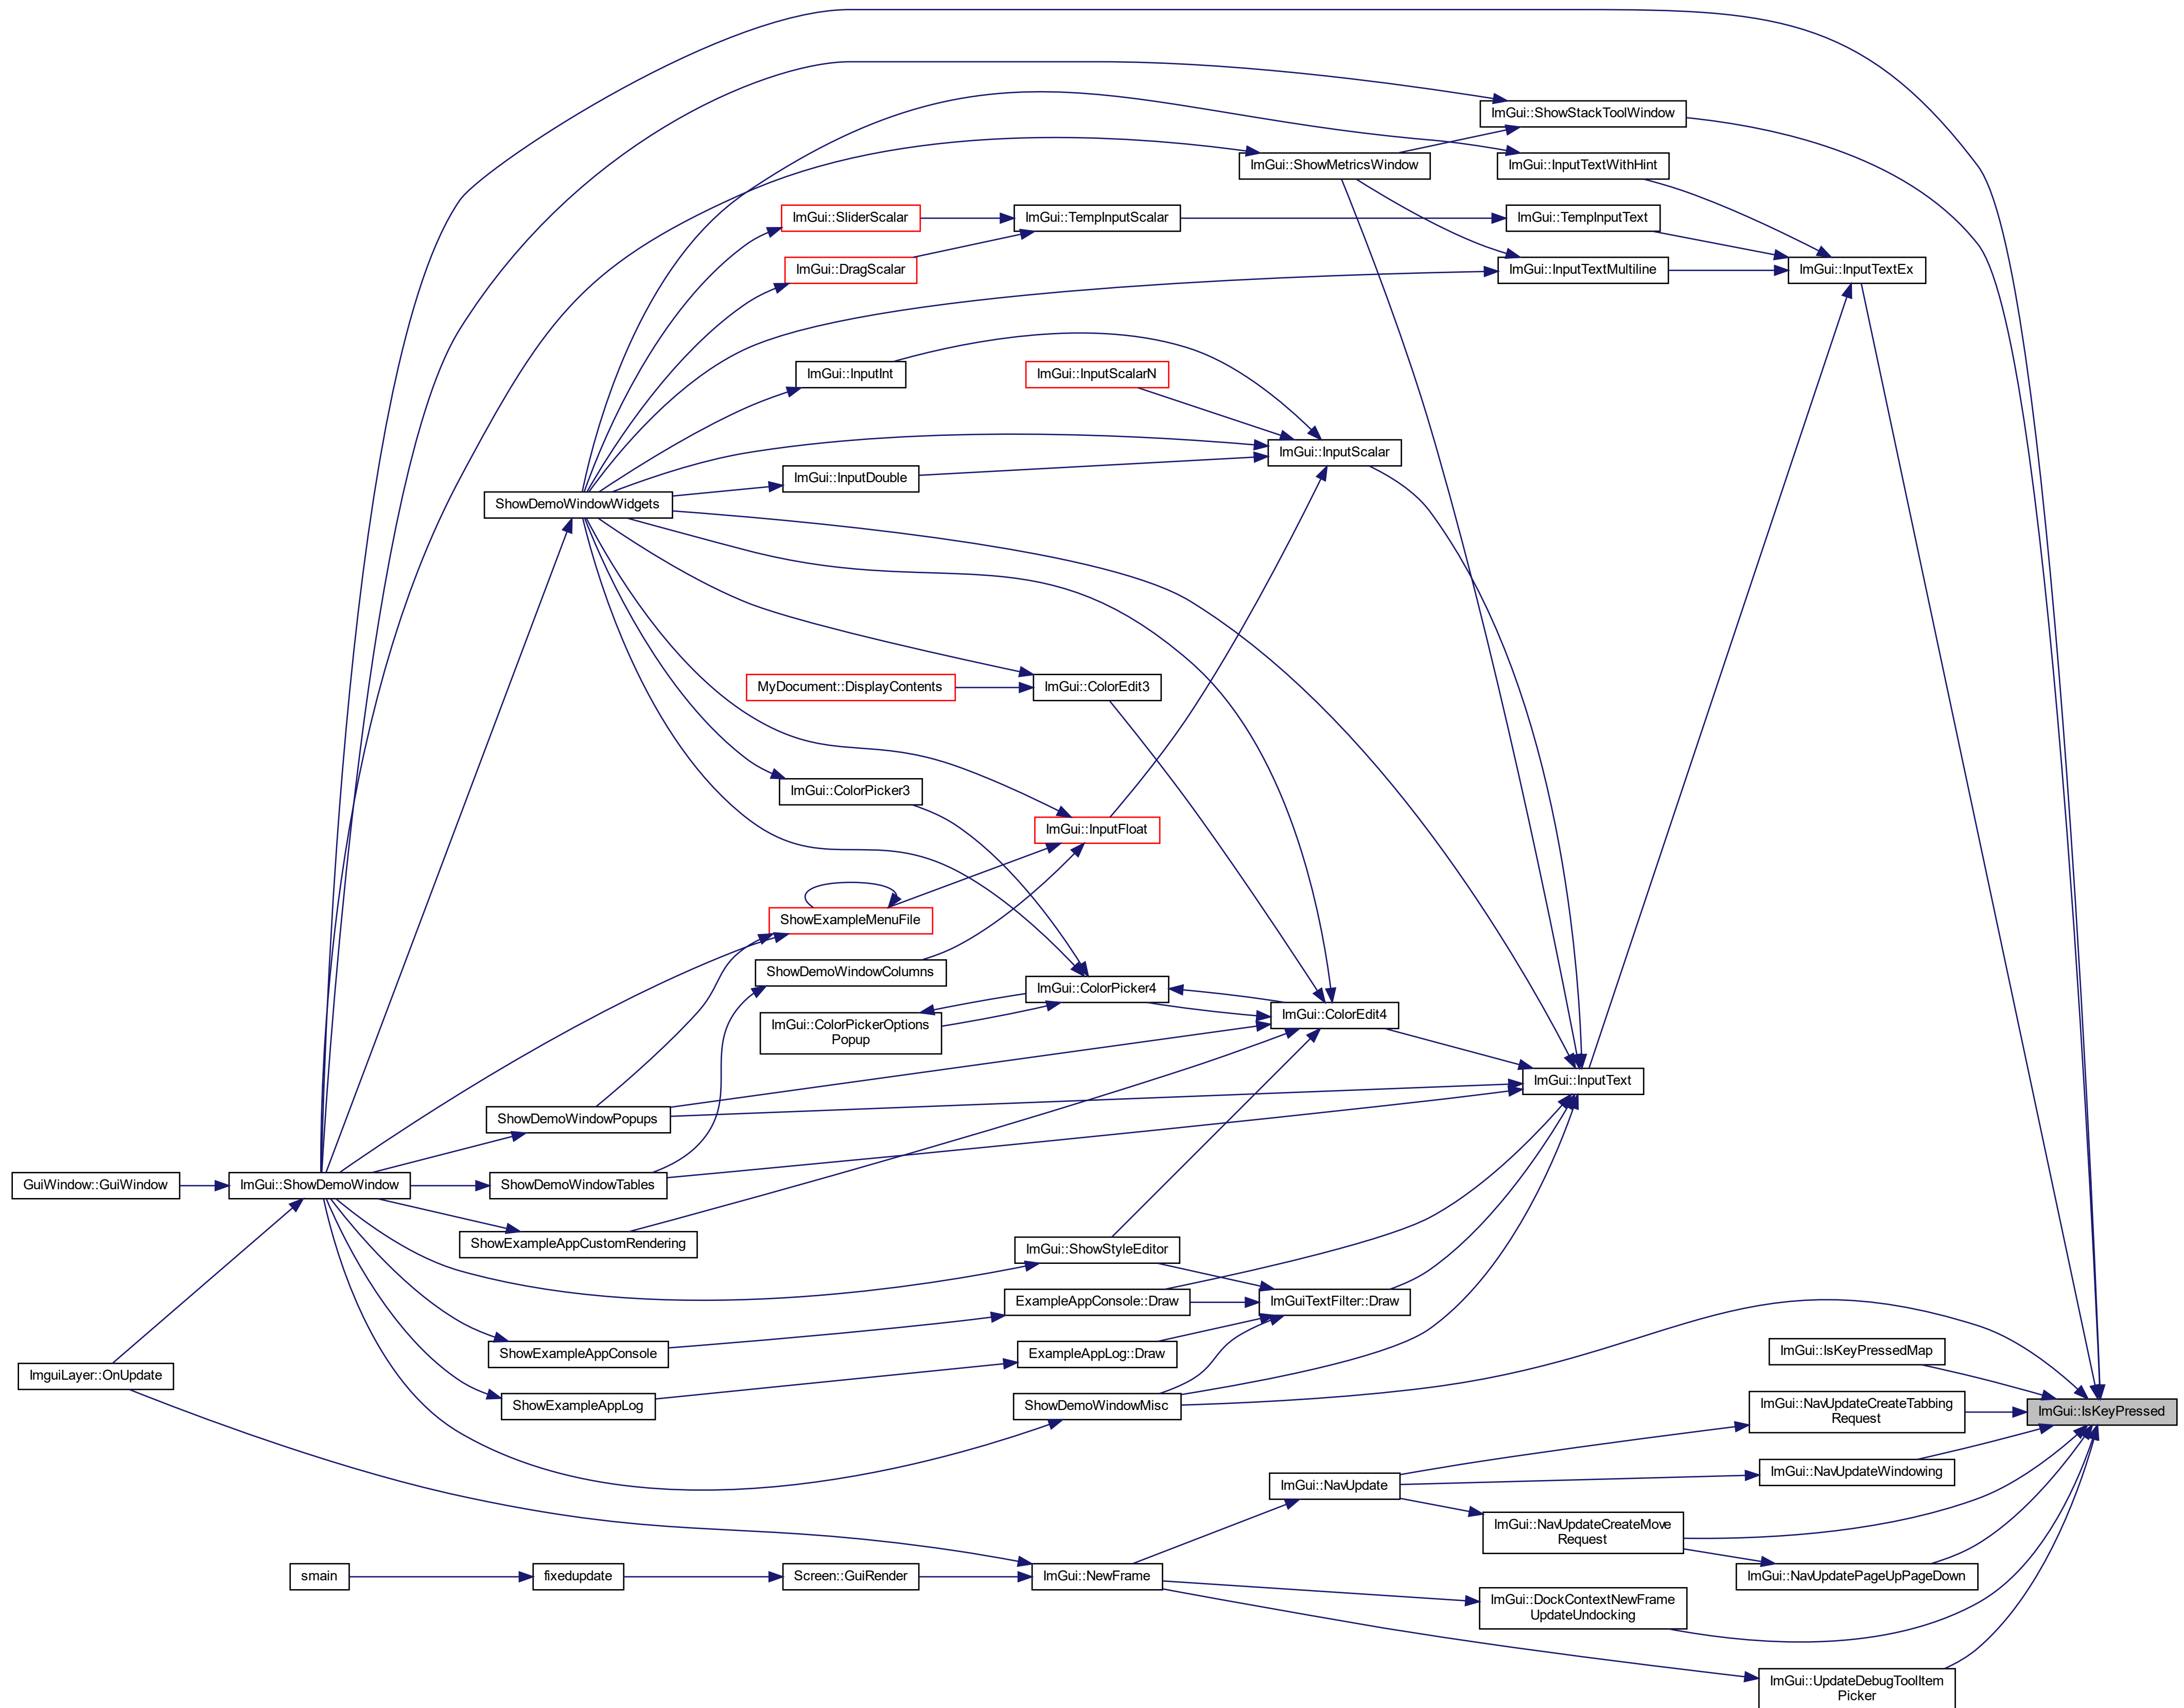 ImGui::ShowStackToolWindow
ImGui::ShowMetricsWindow
ImGui::InputTextWithHint
ImGui::SliderScalar
ImGui::TempInputScalar
ImGui::TempInputText
ImGui::DragScalar
ImGui::InputTextMultiline
ImGui::InputTextEx
ImGui::InputInt
ImGui::InputScalarN
ImGui::InputScalar
ImGui::InputDouble
ShowDemoWindowWidgets
MyDocument::DisplayContents
ImGui::ColorEdit3
ImGui::ColorPicker3
ImGui::InputFloat
ShowExampleMenuFile
ShowDemoWindowColumns
ImGui::ColorPicker4
ImGui::ColorEdit4
ImGui::ColorPickerOptions
Popup
ImGui::InputText
ShowDemoWindowPopups
GuiWindow::GuiWindow
ImGui::ShowDemoWindow
ShowDemoWindowTables
ShowExampleAppCustomRendering
ImGui::ShowStyleEditor
ExampleAppConsole::Draw
ImGuiTextFilter::Draw
ShowExampleAppConsole
ExampleAppLog::Draw
ImGui::IsKeyPressedMap
ImguiLayer::OnUpdate
ShowExampleAppLog
ShowDemoWindowMisc
ImGui::NavUpdateCreateTabbing
Request
ImGui::IsKeyPressed
ImGui::NavUpdateWindowing
ImGui::NavUpdate
ImGui::NavUpdateCreateMove
Request
smain
fixedupdate
Screen::GuiRender
ImGui::NewFrame
ImGui::NavUpdatePageUpPageDown
ImGui::DockContextNewFrame
UpdateUndocking
ImGui::UpdateDebugToolItem
Picker